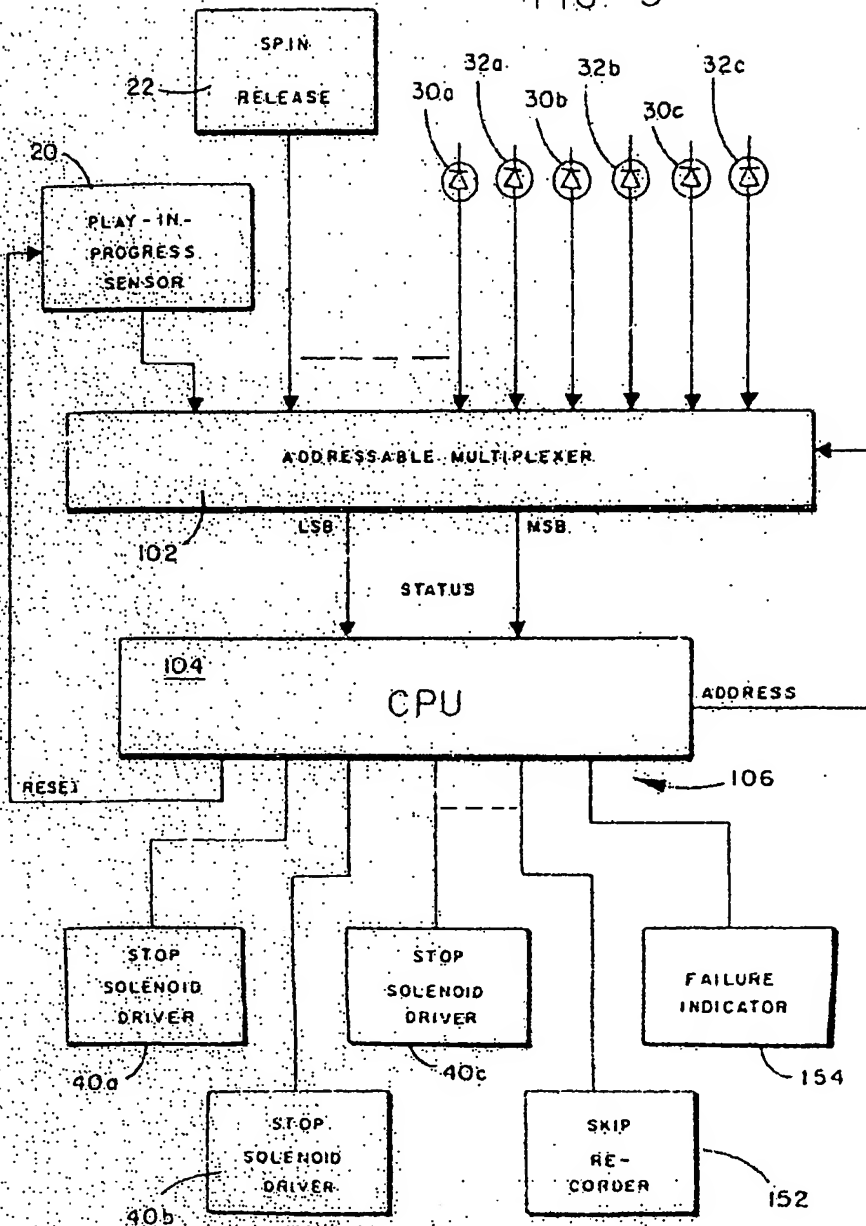 SPIN
RELEASE
22
32a
32b
32c
30a
30b
30c
20
PLAY-IN-
PROGRESS
SENSOR
ADDRESSABLE MULTIPLEXER
102
LSB
MSB
STATUS
104
CPU
ADDRESS
RESET
106
STOP
SOLENOID
DRIVER
STOP
SOLENOID
DRIVER
FAILURE
INDICATOR
40a
40c
154
STOP
SOLENOID
DRIVER
SKIP
RE-
CORDER
40b
152